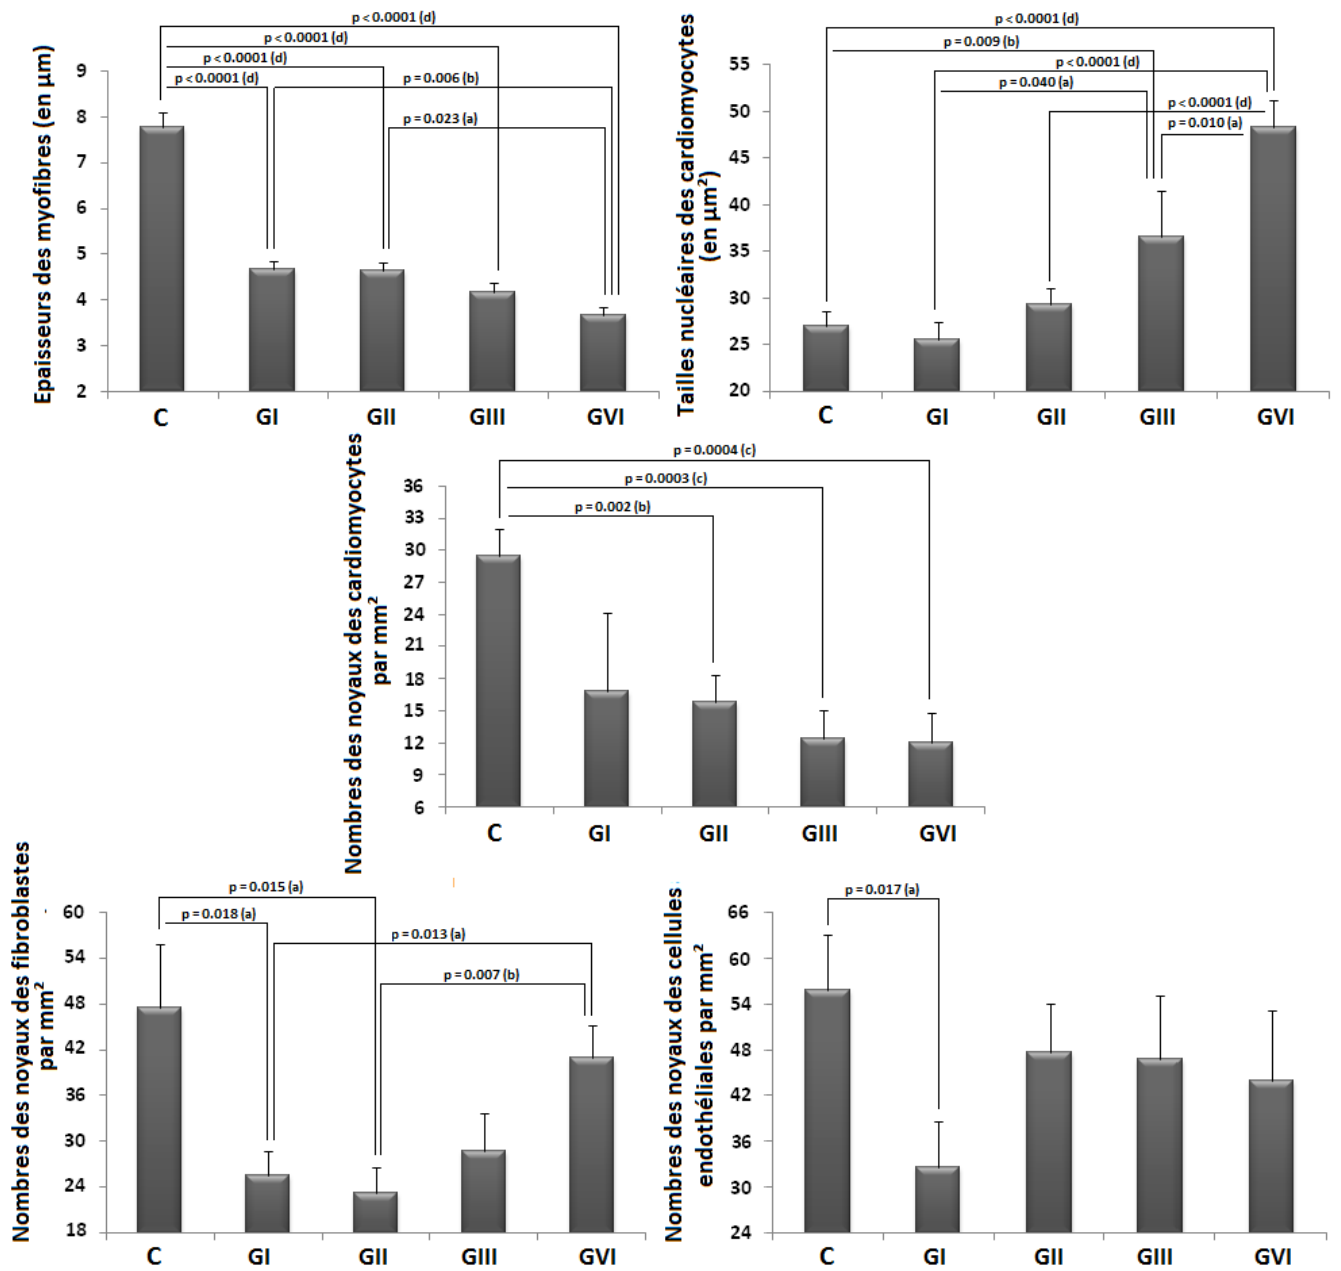 Epaisseurs des myofibres (en µm)
p < 0.0001 (d)
p < 0.0001 (d)
p < 0.0001 (d)
p < 0.0001 (d)
p = 0.006 (b)
p = 0.023 (a)
9
8
7
6
5
4
3
2
C GI GII GIII GVI
Tailles nucléaires des cardiomyocytes
(en µm²)
p < 0.0001 (d)
p = 0.009 (b)
p < 0.0001 (d)
p = 0.040 (a)
p < 0.0001 (d)
p = 0.010 (a)
55
50
45
40
35
30
25
20
C GI GII GIII GVI
Nombres des noyaux des cardiomyocytes
par mm²
p = 0.0004 (c)
p = 0.0003 (c)
p = 0.002 (b)
36
33
30
27
24
21
18
15
12
9
6
C GI GII GIII GVI
Nombres des noyaux des fibroblastes
par mm²
p = 0.015 (a)
p = 0.018 (a)
p = 0.013 (a)
p = 0.007 (b)
60
54
48
42
36
30
24
18
C GI GII GIII GVI
Nombres des noyaux des cellules
endothéliales par mm²
p = 0.017 (a)
66
60
54
48
42
36
30
24
C GI GII GIII GVI